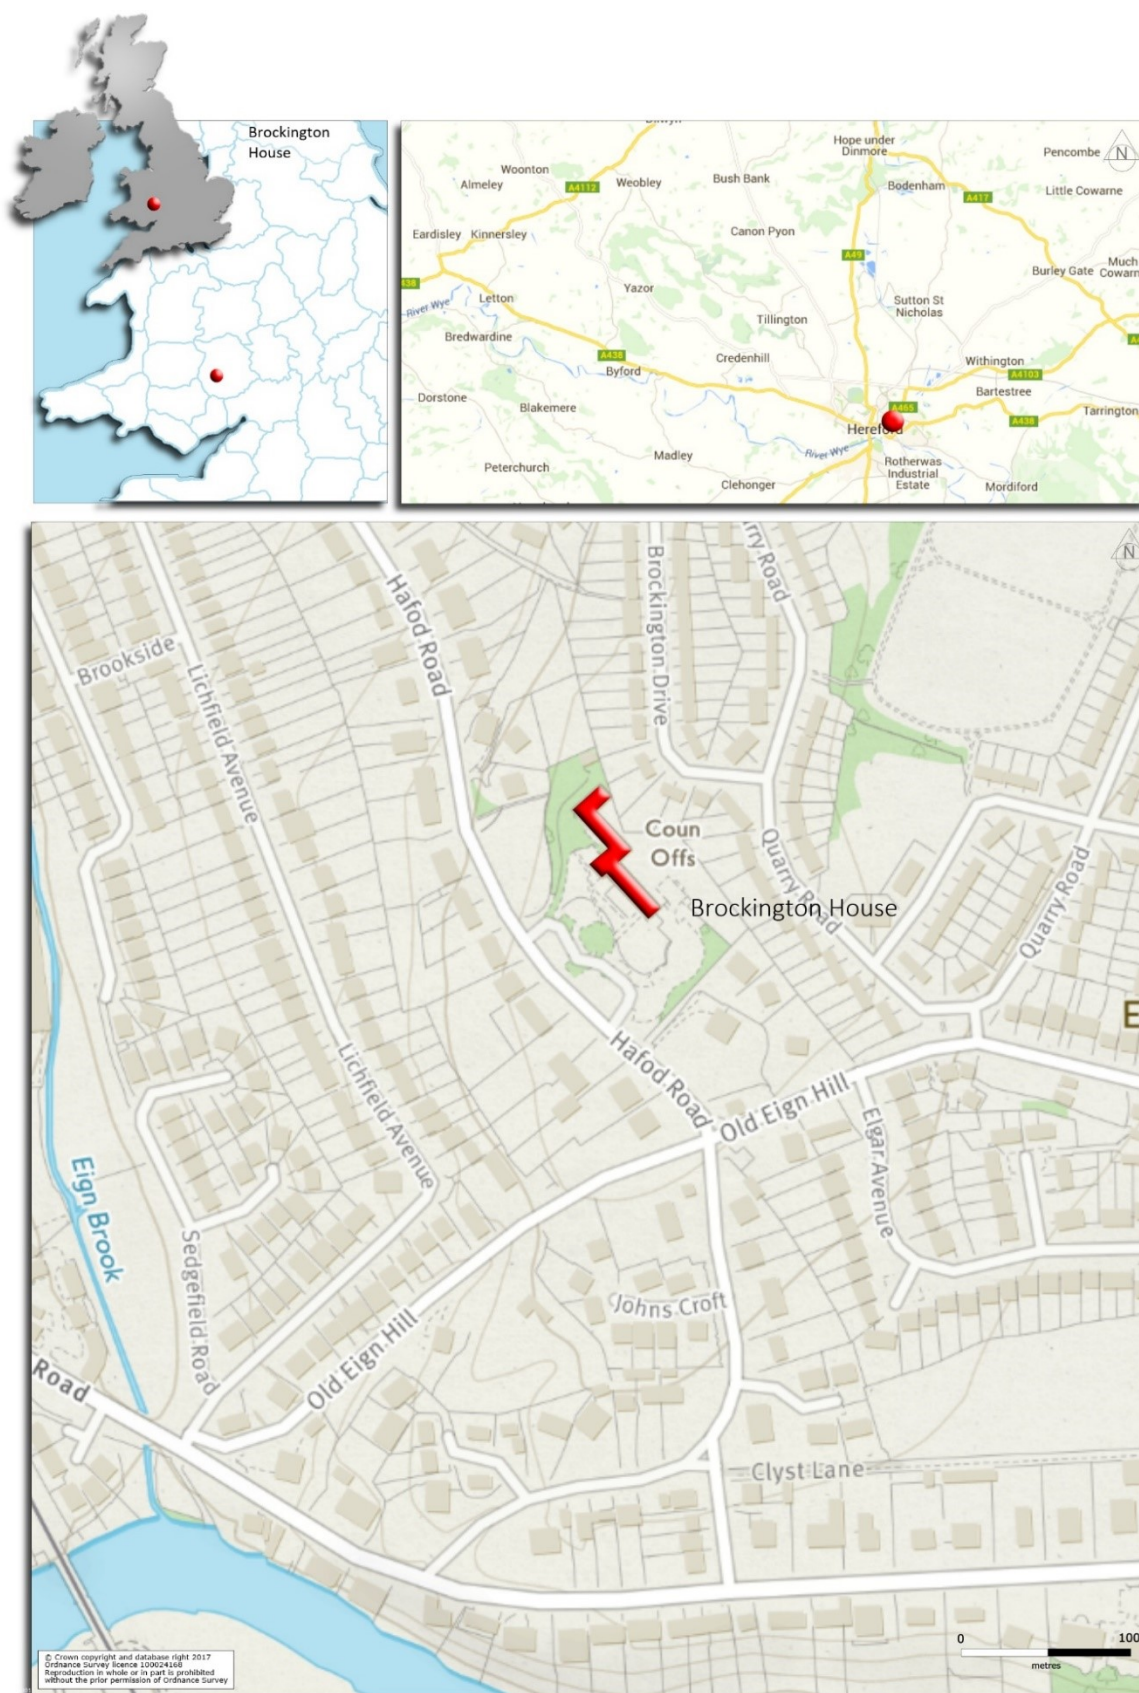 Brockington
House
N
Hope under
Dinmore
Pencombe
Woonton
Almeley
A4112
Weobley
Bush Bank
Bodenham
A417
Little Cowarne
Eardisley
Kinnersley
Canon Pyon
A49
Burley Gate
Much
Cowarn
438
River Wye
Letton
Yazor
Sutton St
Nicholas
Tillington
Bredwardine
A438
Byford
Credenhill
Withington
A4103
Dorstone
Blakemere
Bartestree
A465
Tarrington
Hereford
A438
River Wye
Madley
Peterchurch
Clehonger
Rotherwas
Industrial
Estate
Mordiford
N
Hafod Road
Brockington Drive
rry Road
Brookside
Lichfield Avenue
Coun
Offs
Quarry Road
Brockington House
Quarry Road
E
Lichfield Avenue
Hafod Road
Old Eign Hill
Elgar Avenue
Eign Brook
Sedgefield Road
Johns Croft
Old Eign Hill
Road
Clyst Lane
0
100
metres
© Crown copyright and database right 2017
Ordnance Survey licence 100024168
Reproduction in whole or in part is prohibited
without the prior permission of Ordnance Survey